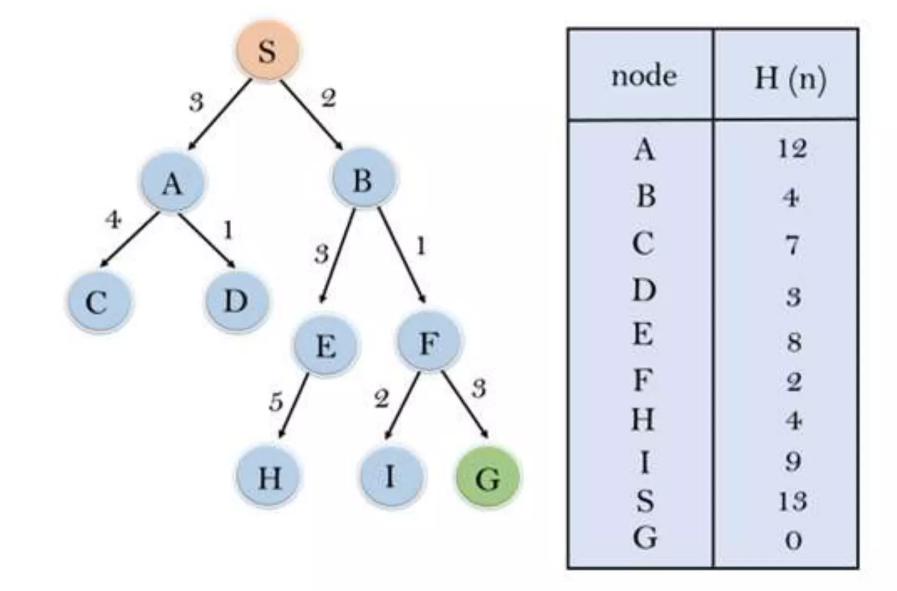 S
3
2
A
B
4
1
3
1
C
D
E
F
5
2
3
H
I
G
node H (n)
A 12
B 4
C 7
D 3
E 8
F 2
H 4
I 9
S 13
G 0